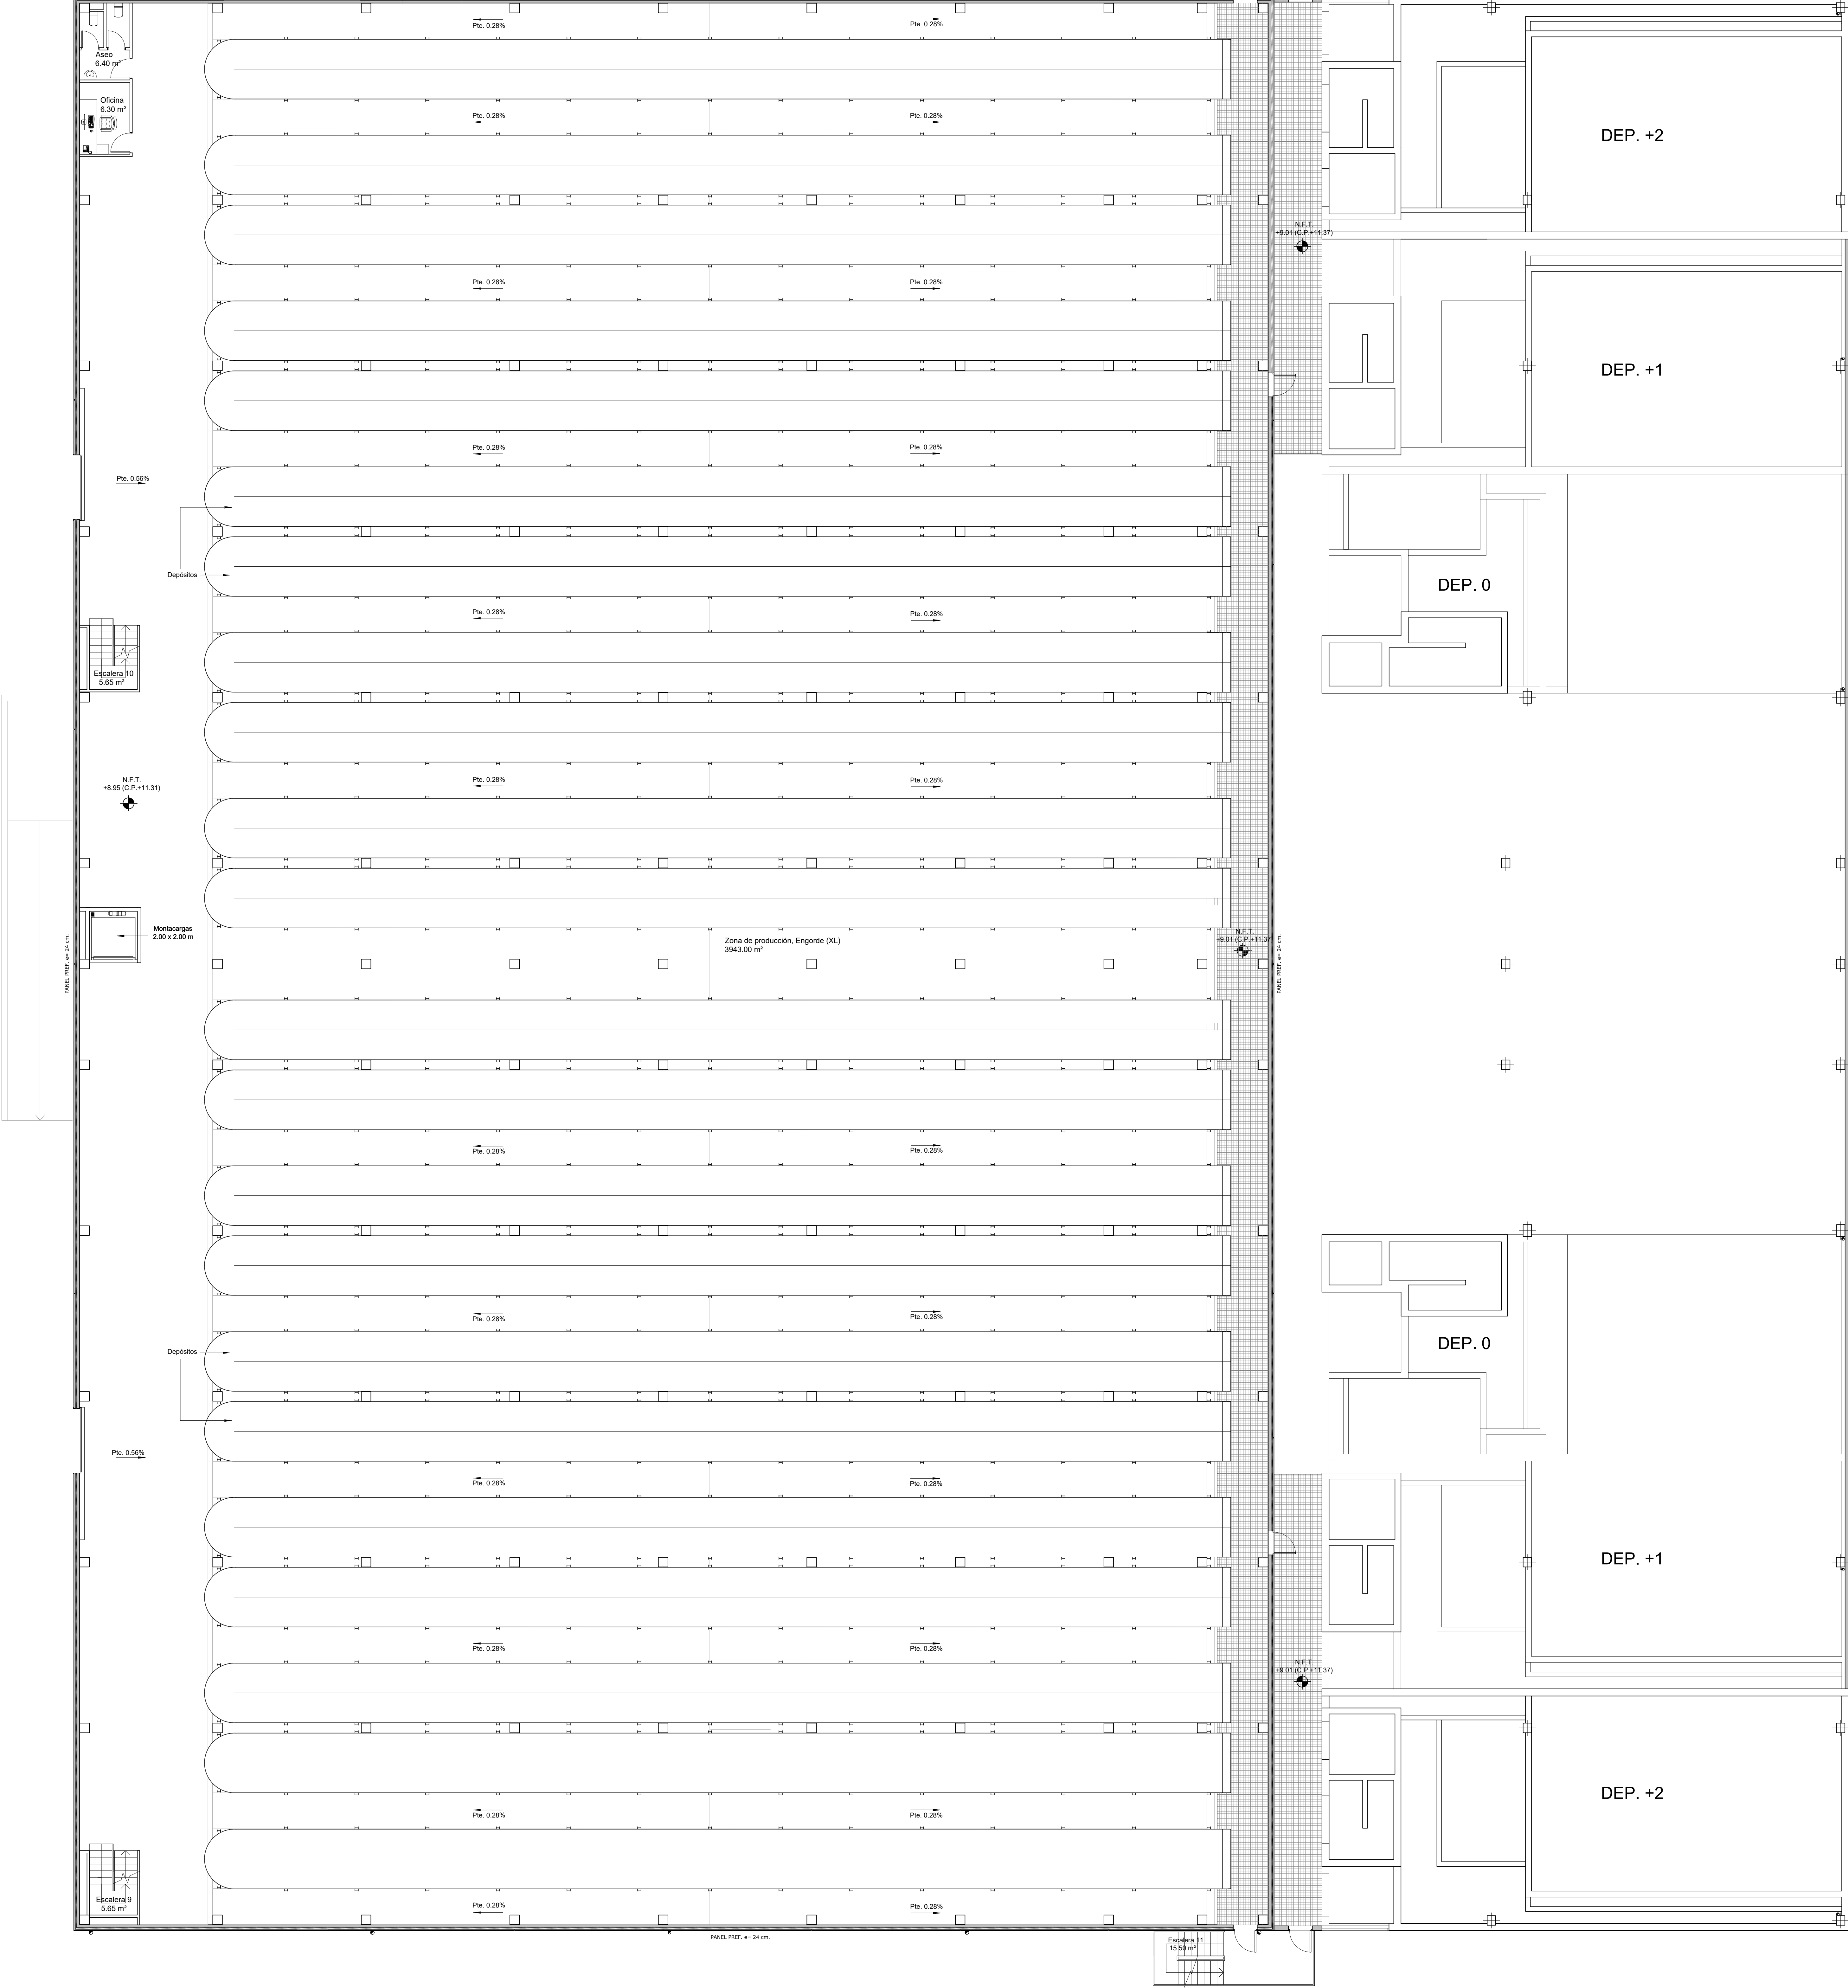 Pte. 0.28%
Pte. 0.28%
Aseo
6.40 m²
Oficina
6.30 m²
Pte. 0.28%
Pte. 0.28%
DEP. +2
N.F.T.
+9.01 (C.P.+11.37)
Pte. 0.28%
Pte. 0.28%
DEP. +1
Pte. 0.28%
Pte. 0.28%
Pte. 0.56%
Depósitos
DEP. 0
Pte. 0.28%
Pte. 0.28%
Escalera 10
5.65 m²
Pte. 0.28%
Pte. 0.28%
N.F.T.
+8.95 (C.P.+11.31)
Montacargas
2.00 x 2.00 m
Zona de producción, Engorde (XL)
3943.00 m²
N.F.T.
+9.01 (C.P.+11.37)
PANEL PREF. e= 24 cm.
PANEL PREF. e= 24 cm.
Pte. 0.28%
Pte. 0.28%
Pte. 0.28%
Pte. 0.28%
DEP. 0
Depósitos
Pte. 0.56%
Pte. 0.28%
Pte. 0.28%
DEP. +1
Pte. 0.28%
Pte. 0.28%
N.F.T.
+9.01 (C.P.+11.37)
DEP. +2
Pte. 0.28%
Pte. 0.28%
Escalera 9
5.65 m²
Pte. 0.28%
Pte. 0.28%
PANEL PREF. e= 24 cm.
Escalera 11
15.50 m²